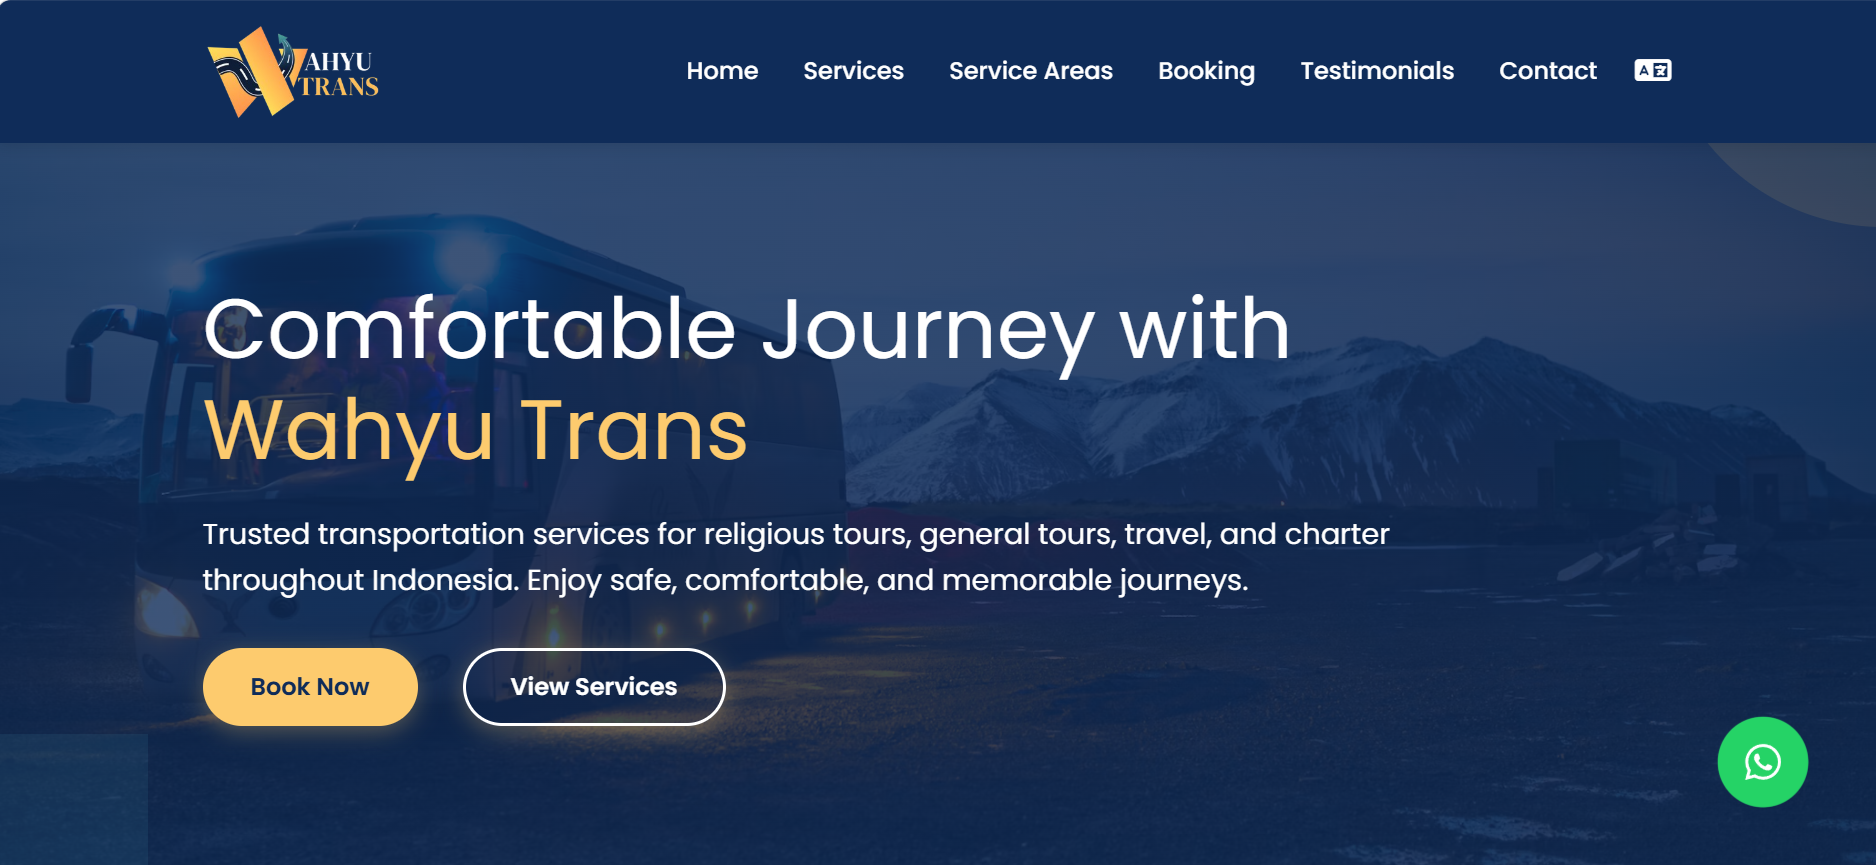 WAHYU
TRANS
Home
Services
Service Areas
Booking
Testimonials
Contact
Comfortable Journey with
Wahyu Trans
Trusted transportation services for religious tours, general tours, travel, and charter
throughout Indonesia. Enjoy safe, comfortable, and memorable journeys.
Book Now
View Services